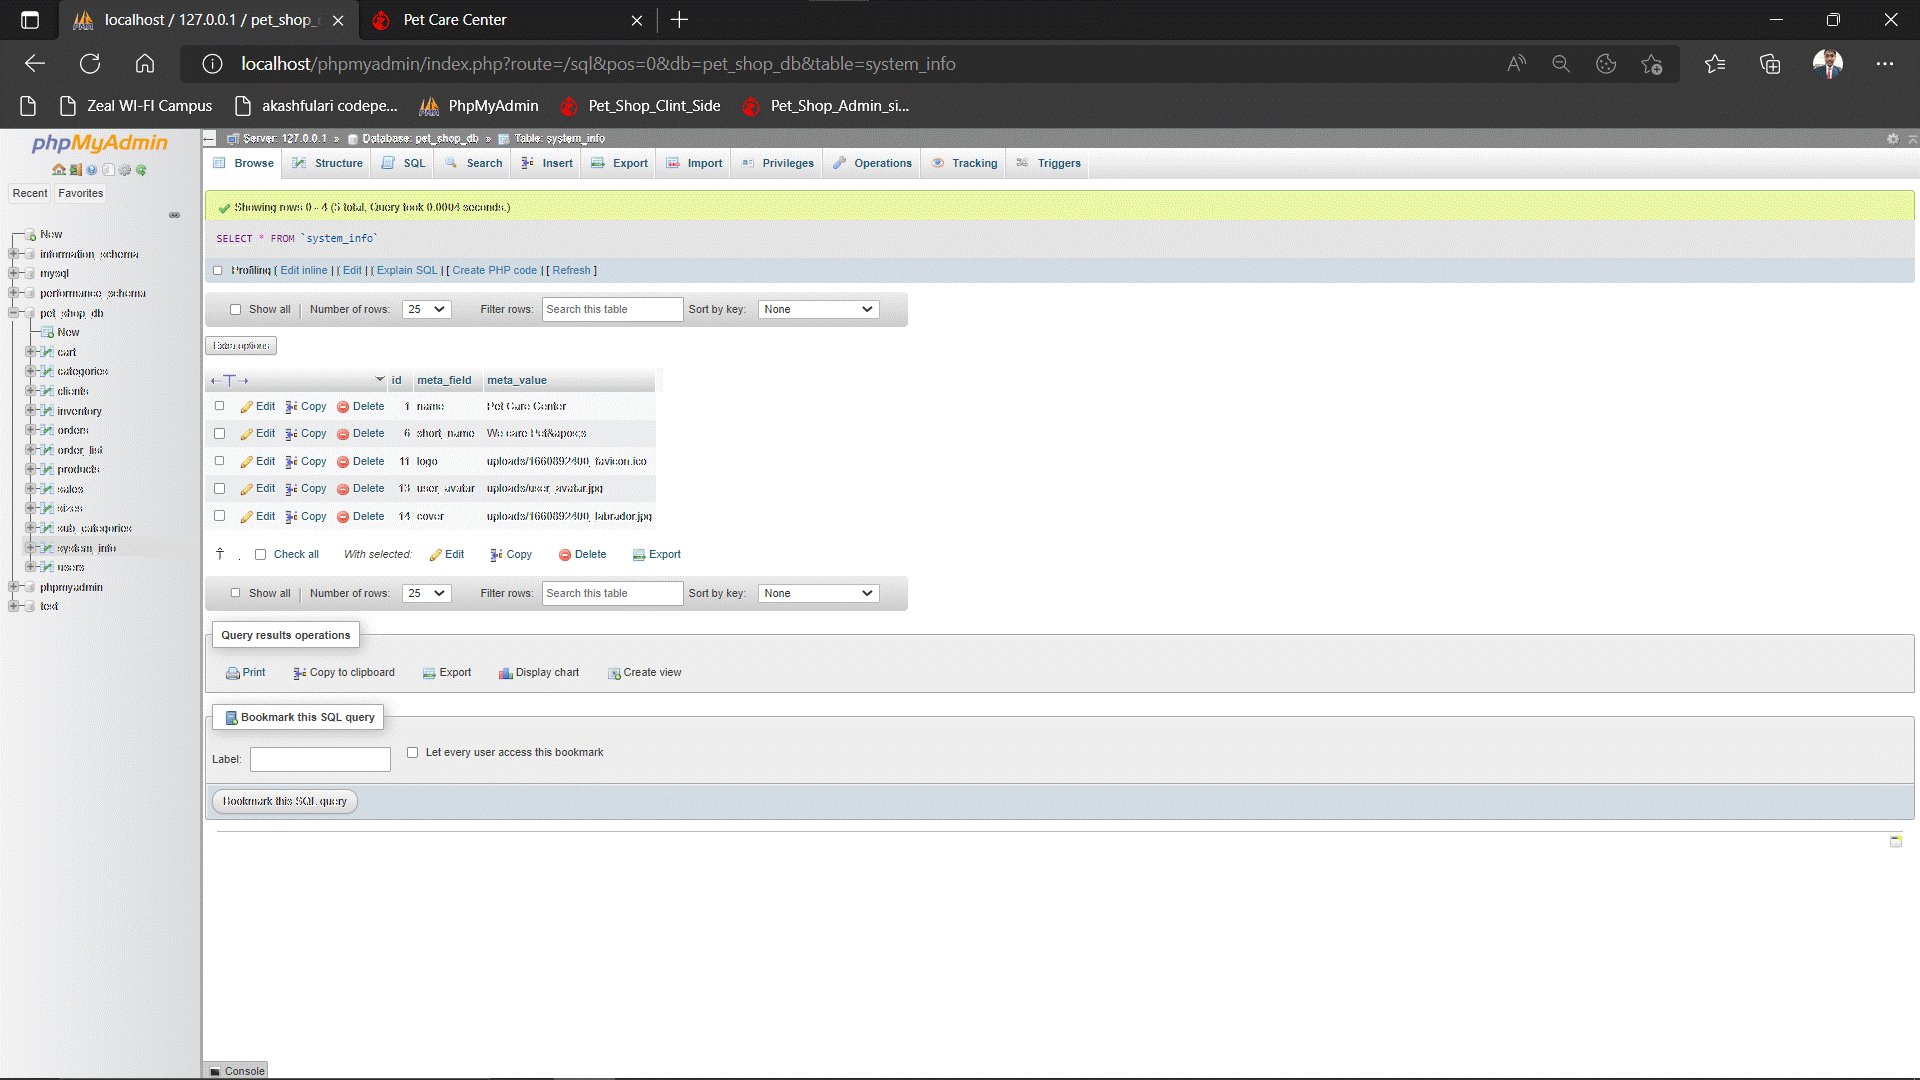 localhost / 127.0.0.1 / pet_shop_
Pet Care Center
localhost/phpmyadmin/index.php?route=/sql&pos=0&db=pet_shop_db&table=system_info
Zeal WI-FI Campus
akashfulari codepe...
PhpMyAdmin
Pet_Shop_Clint_Side
Pet_Shop_Admin_si...
phpMyAdmin
Recent Favorites
New
information_schema
mysql
performance_schema
pet_shop_db
New
cart
categories
clients
inventory
orders
order_list
products
sales
sizes
sub_categories
system_info
users
phpmyadmin
test
Server: 127.0.0.1 » Database: pet_shop_db » Table: system_info
Browse Structure SQL Search Insert Export Import Privileges Operations Tracking Triggers
Showing rows 0 - 4 (5 total, Query took 0.0004 seconds.)
SELECT * FROM `system_info`
Profiling [ Edit inline ] [ Edit ] [ Explain SQL ] [ Create PHP code ] [ Refresh ]
Show all | Number of rows: 25 Filter rows: Search this table Sort by key: None
Extra options
←T→ id meta_field meta_value
Edit Copy Delete 1 name Pet Care Center
Edit Copy Delete 6 short_name We care Pet&apos;s
Edit Copy Delete 11 logo uploads/1660892400_favicon.ico
Edit Copy Delete 13 user_avatar uploads/user_avatar.jpg
Edit Copy Delete 14 cover uploads/1660892400_labrador.jpg
Check all With selected: Edit Copy Delete Export
Show all | Number of rows: 25 Filter rows: Search this table Sort by key: None
Query results operations
Print Copy to clipboard Export Display chart Create view
Bookmark this SQL query
Label: Let every user access this bookmark
Bookmark this SQL query
Console